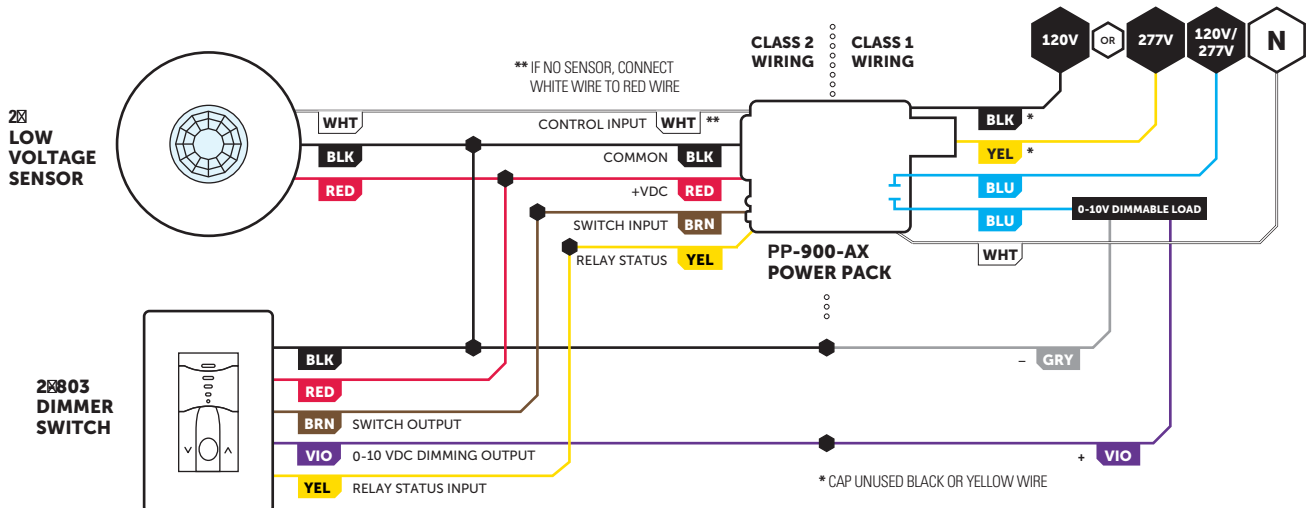 CLASS 2 WIRING
CLASS 1 WIRING
120V
OR
277V
120V/
277V
N
** IF NO SENSOR, CONNECT
WHITE WIRE TO RED WIRE
2
LOW
VOLTAGE
SENSOR
WHT
CONTROL INPUT
WHT
**
BLK
COMMON
BLK
RED
+VDC
RED
SWITCH INPUT
BRN
RELAY STATUS
YEL
BLK
*
YEL
*
BLU
BLU
0-10V DIMMABLE LOAD
WHT
PP-900-AX
POWER PACK
2803
DIMMER
SWITCH
BLK
RED
BRN
SWITCH OUTPUT
VIO
0-10 VDC DIMMING OUTPUT
YEL
RELAY STATUS INPUT
– GRY
+ VIO
* CAP UNUSED BLACK OR YELLOW WIRE